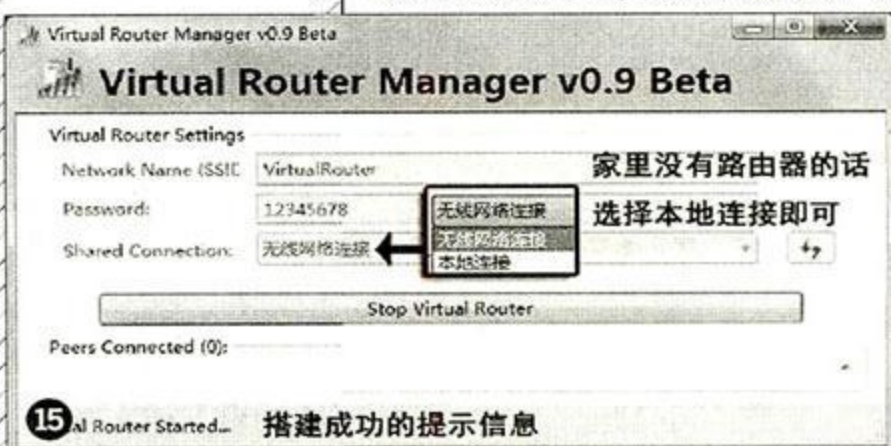 Virtual Router Manager v0.9 Beta
Virtual Router Manager v0.9 Beta
Virtual Router Settings
Network Name (SSID
VirtualRouter
家里没有路由器的话
Password:
12345678
无线网络连接
选择本地连接即可
Shared Connection:
无线网络连接
无线网络连接
本地连接
Stop Virtual Router
Peers Connected (0):
15
al Router Started...
搭建成功的提示信息